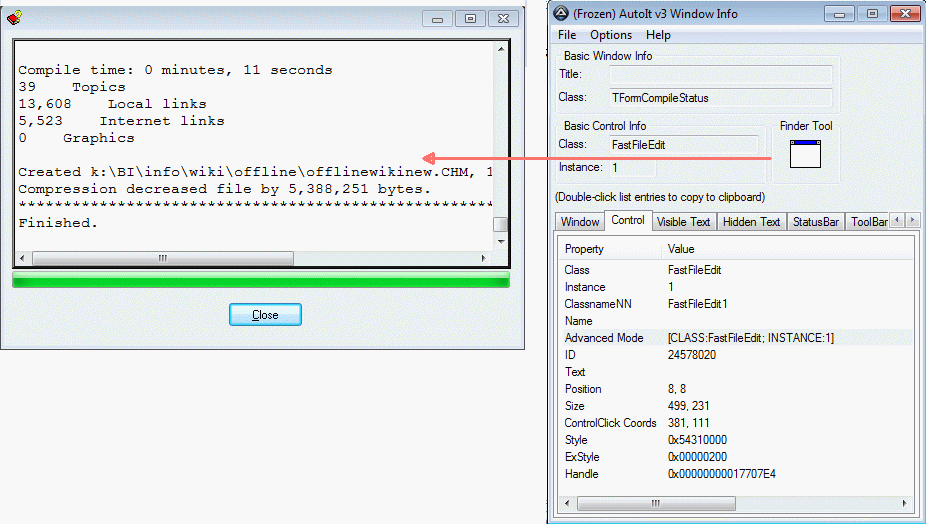 Compile time: 0 minutes, 11 seconds
39 Topics
13,608 Local links
5,523 Internet links
0 Graphics
Created k:\BI\info\wiki\offline\offlinewikinew.CHM, 1
Compression decreased file by 5,388,251 bytes.
**************************************************
Finished.
Close
(Frozen) AutoIt v3 Window Info
File Options Help
Basic Window Info
Title:
Class: TFormCompileStatus
Basic Control Info
Class: FastFileEdit
Instance: 1
Finder Tool
(Double-click list entries to copy to clipboard)
Window Control Visible Text Hidden Text StatusBar ToolBar
Property Value
Class FastFileEdit
Instance 1
ClassnameNN FastFileEdit1
Name
Advanced Mode [CLASS:FastFileEdit; INSTANCE:1]
ID 24578020
Text
Position 8, 8
Size 499, 231
ControlClick Coords 381, 111
Style 0x54310000
ExStyle 0x00000200
Handle 0x00000000017707E4